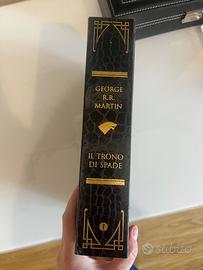 GEORGE
R.R.
MARTIN
IL TRONO
DI SPADE
1
Subito